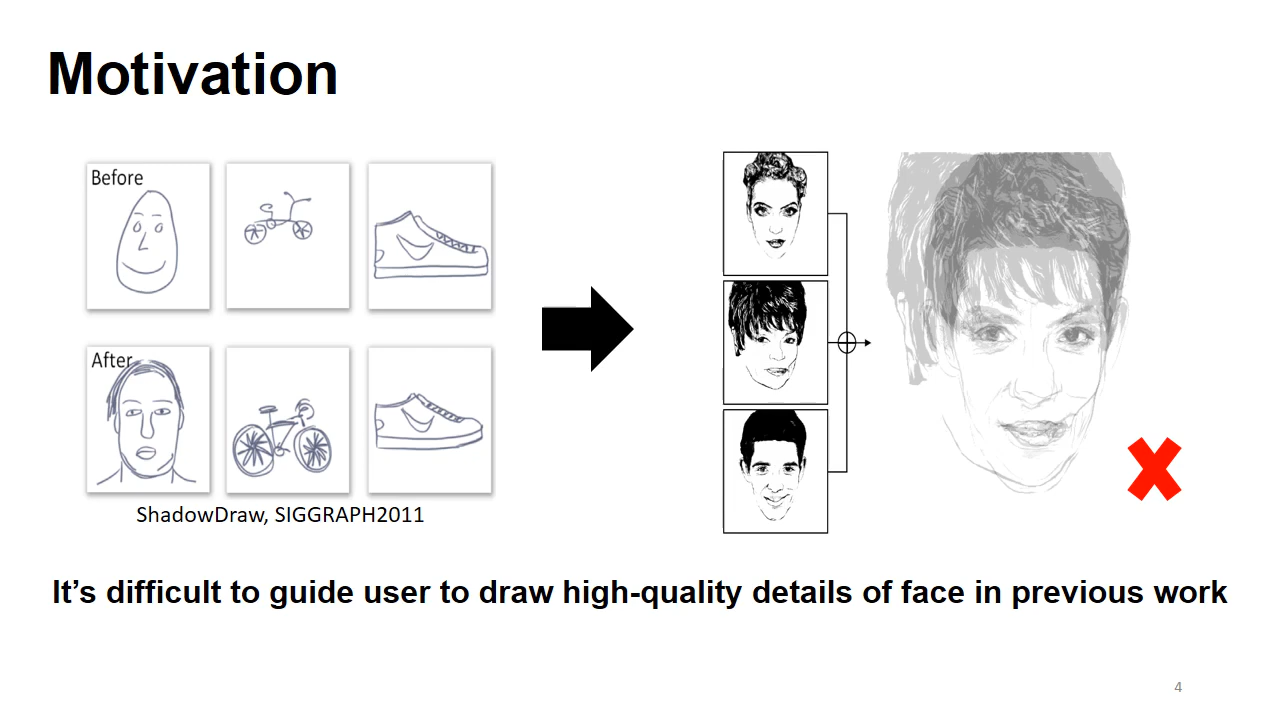 Motivation
Before
After
ShadowDraw, SIGGRAPH2011
It’s difficult to guide user to draw high-quality details of face in previous work
4